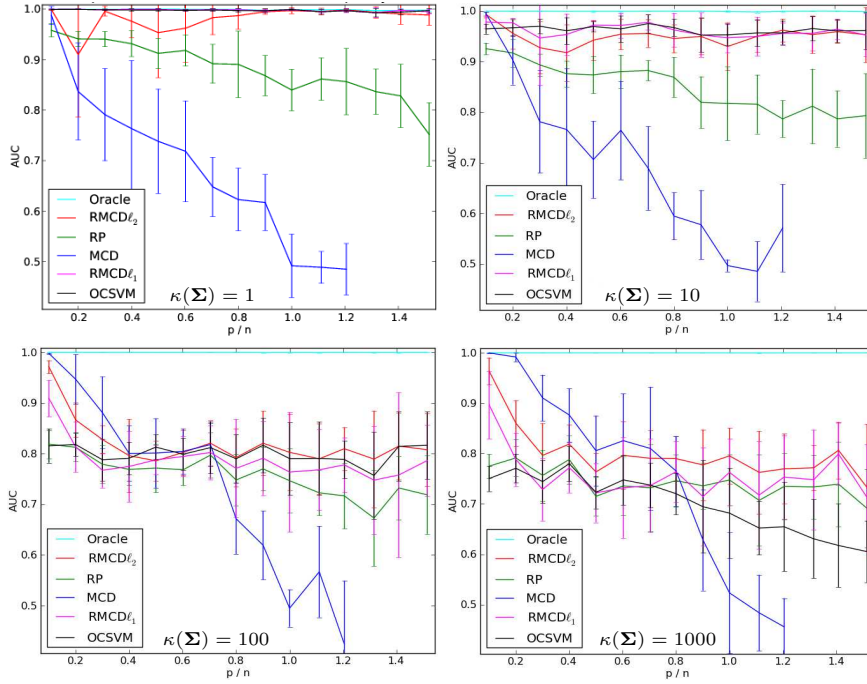 1.0
0.9
0.8
0.7
0.6
0.5
AUC
Oracle
RMCDℓ₂
RP
MCD
RMCDℓ₁
OCSVM
κ(Σ) = 1
0.2 0.4 0.6 0.8 1.0 1.2 1.4
p / n
1.0
0.9
0.8
0.7
0.6
0.5
AUC
Oracle
RMCDℓ₂
RP
MCD
RMCDℓ₁
OCSVM
κ(Σ) = 10
0.2 0.4 0.6 0.8 1.0 1.2 1.4
p / n
1.0
0.9
0.8
0.7
0.6
0.5
AUC
Oracle
RMCDℓ₂
RP
MCD
RMCDℓ₁
OCSVM
κ(Σ) = 100
0.2 0.4 0.6 0.8 1.0 1.2 1.4
p / n
1.0
0.9
0.8
0.7
0.6
0.5
AUC
Oracle
RMCDℓ₂
RP
MCD
RMCDℓ₁
OCSVM
κ(Σ) = 1000
0.2 0.4 0.6 0.8 1.0 1.2 1.4
p / n